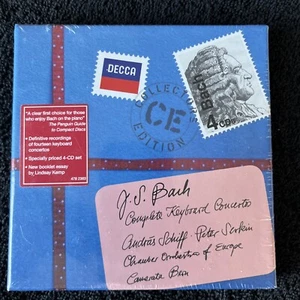 DECCA
COLLECTORS
CE
EDITION
Bach
4CD
"A clear first choice for those
who enjoy Bach on the piano"
The Penguin Guide
to Compact Discs
• Definitive recordings
of fourteen keyboard
concertos
• Specially priced 4-CD set
• New booklet essay
by Lindsay Kemp
J. S. Bach
Complete Keyboard Concertos
András Schiff · Peter Serkin
Chamber Orchestra of Europe
Camerata Bern